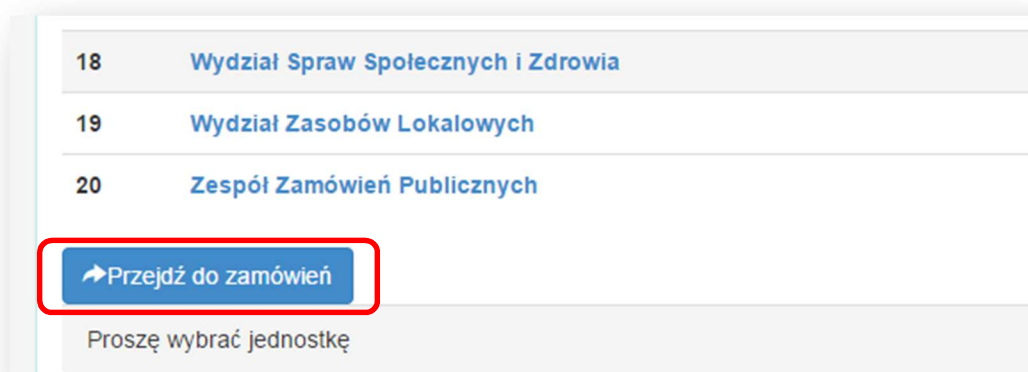 18 Wydział Spraw Społecznych i Zdrowia
19 Wydział Zasobów Lokalowych
20 Zespół Zamówień Publicznych
Przejdź do zamówień
Proszę wybrać jednostkę